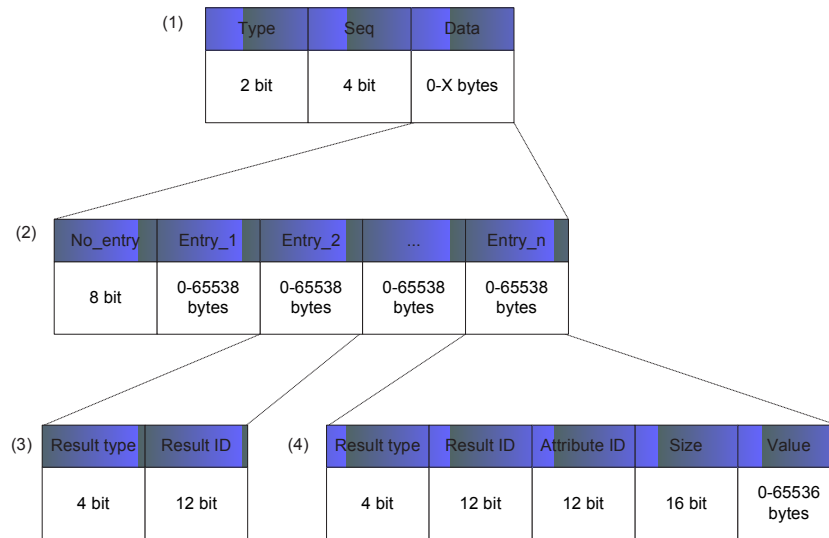 (1)
Type Seq Data
2 bit 4 bit 0-X bytes
(2)
No_entry Entry_1 Entry_2 ... Entry_n
8 bit 0-65538 bytes 0-65538 bytes 0-65538 bytes 0-65538 bytes
(3)
Result type Result ID
4 bit 12 bit
(4)
Result type Result ID Attribute ID Size Value
4 bit 12 bit 12 bit 16 bit 0-65536 bytes